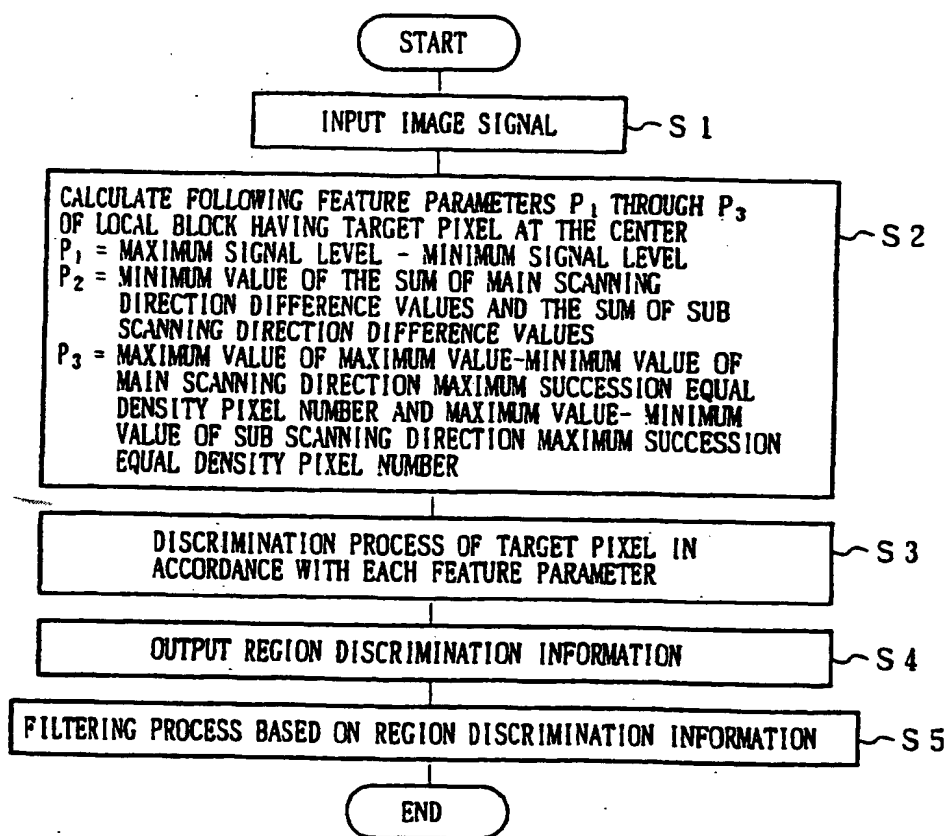 START
INPUT IMAGE SIGNAL
S1
CALCULATE FOLLOWING FEATURE PARAMETERS P1 THROUGH P3
OF LOCAL BLOCK HAVING TARGET PIXEL AT THE CENTER
P1 = MAXIMUM SIGNAL LEVEL - MINIMUM SIGNAL LEVEL
P2 = MINIMUM VALUE OF THE SUM OF MAIN SCANNING
DIRECTION DIFFERENCE VALUES AND THE SUM OF SUB
SCANNING DIRECTION DIFFERENCE VALUES
P3 = MAXIMUM VALUE OF MAXIMUM VALUE-MINIMUM VALUE OF
MAIN SCANNING DIRECTION MAXIMUM SUCCESSION EQUAL
DENSITY PIXEL NUMBER AND MAXIMUM VALUE- MINIMUM
VALUE OF SUB SCANNING DIRECTION MAXIMUM SUCCESSION
EQUAL DENSITY PIXEL NUMBER
S2
DISCRIMINATION PROCESS OF TARGET PIXEL IN
ACCORDANCE WITH EACH FEATURE PARAMETER
S3
OUTPUT REGION DISCRIMINATION INFORMATION
S4
FILTERING PROCESS BASED ON REGION DISCRIMINATION INFORMATION
S5
END